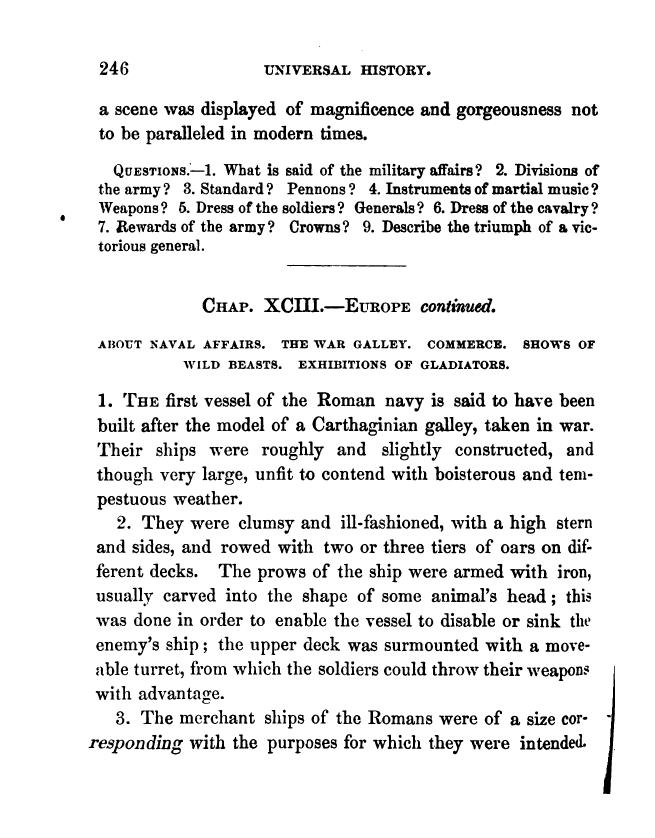 246 UNIVERSAL HISTORY.
a scene was displayed of magnificence and gorgeousness not
to be paralleled in modern times.
QUESTIONS.—1. What is said of the military affairs? 2. Divisions of
the army? 3. Standard? Pennons? 4. Instruments of martial music?
Weapons? 5. Dress of the soldiers? Generals? 6. Dress of the cavalry?
7. Rewards of the army? Crowns? 9. Describe the triumph of a vic-
torious general.
CHAP. XCIII.—EUROPE continued.
ABOUT NAVAL AFFAIRS. THE WAR GALLEY. COMMERCE. SHOWS OF
WILD BEASTS. EXHIBITIONS OF GLADIATORS.
1. THE first vessel of the Roman navy is said to have been
built after the model of a Carthaginian galley, taken in war.
Their ships were roughly and slightly constructed, and
though very large, unfit to contend with boisterous and tem-
pestuous weather.
2. They were clumsy and ill-fashioned, with a high stern
and sides, and rowed with two or three tiers of oars on dif-
ferent decks. The prows of the ship were armed with iron,
usually carved into the shape of some animal's head; this
was done in order to enable the vessel to disable or sink the
enemy's ship; the upper deck was surmounted with a move-
able turret, from which the soldiers could throw their weapons
with advantage.
3. The merchant ships of the Romans were of a size cor-
responding with the purposes for which they were intended.